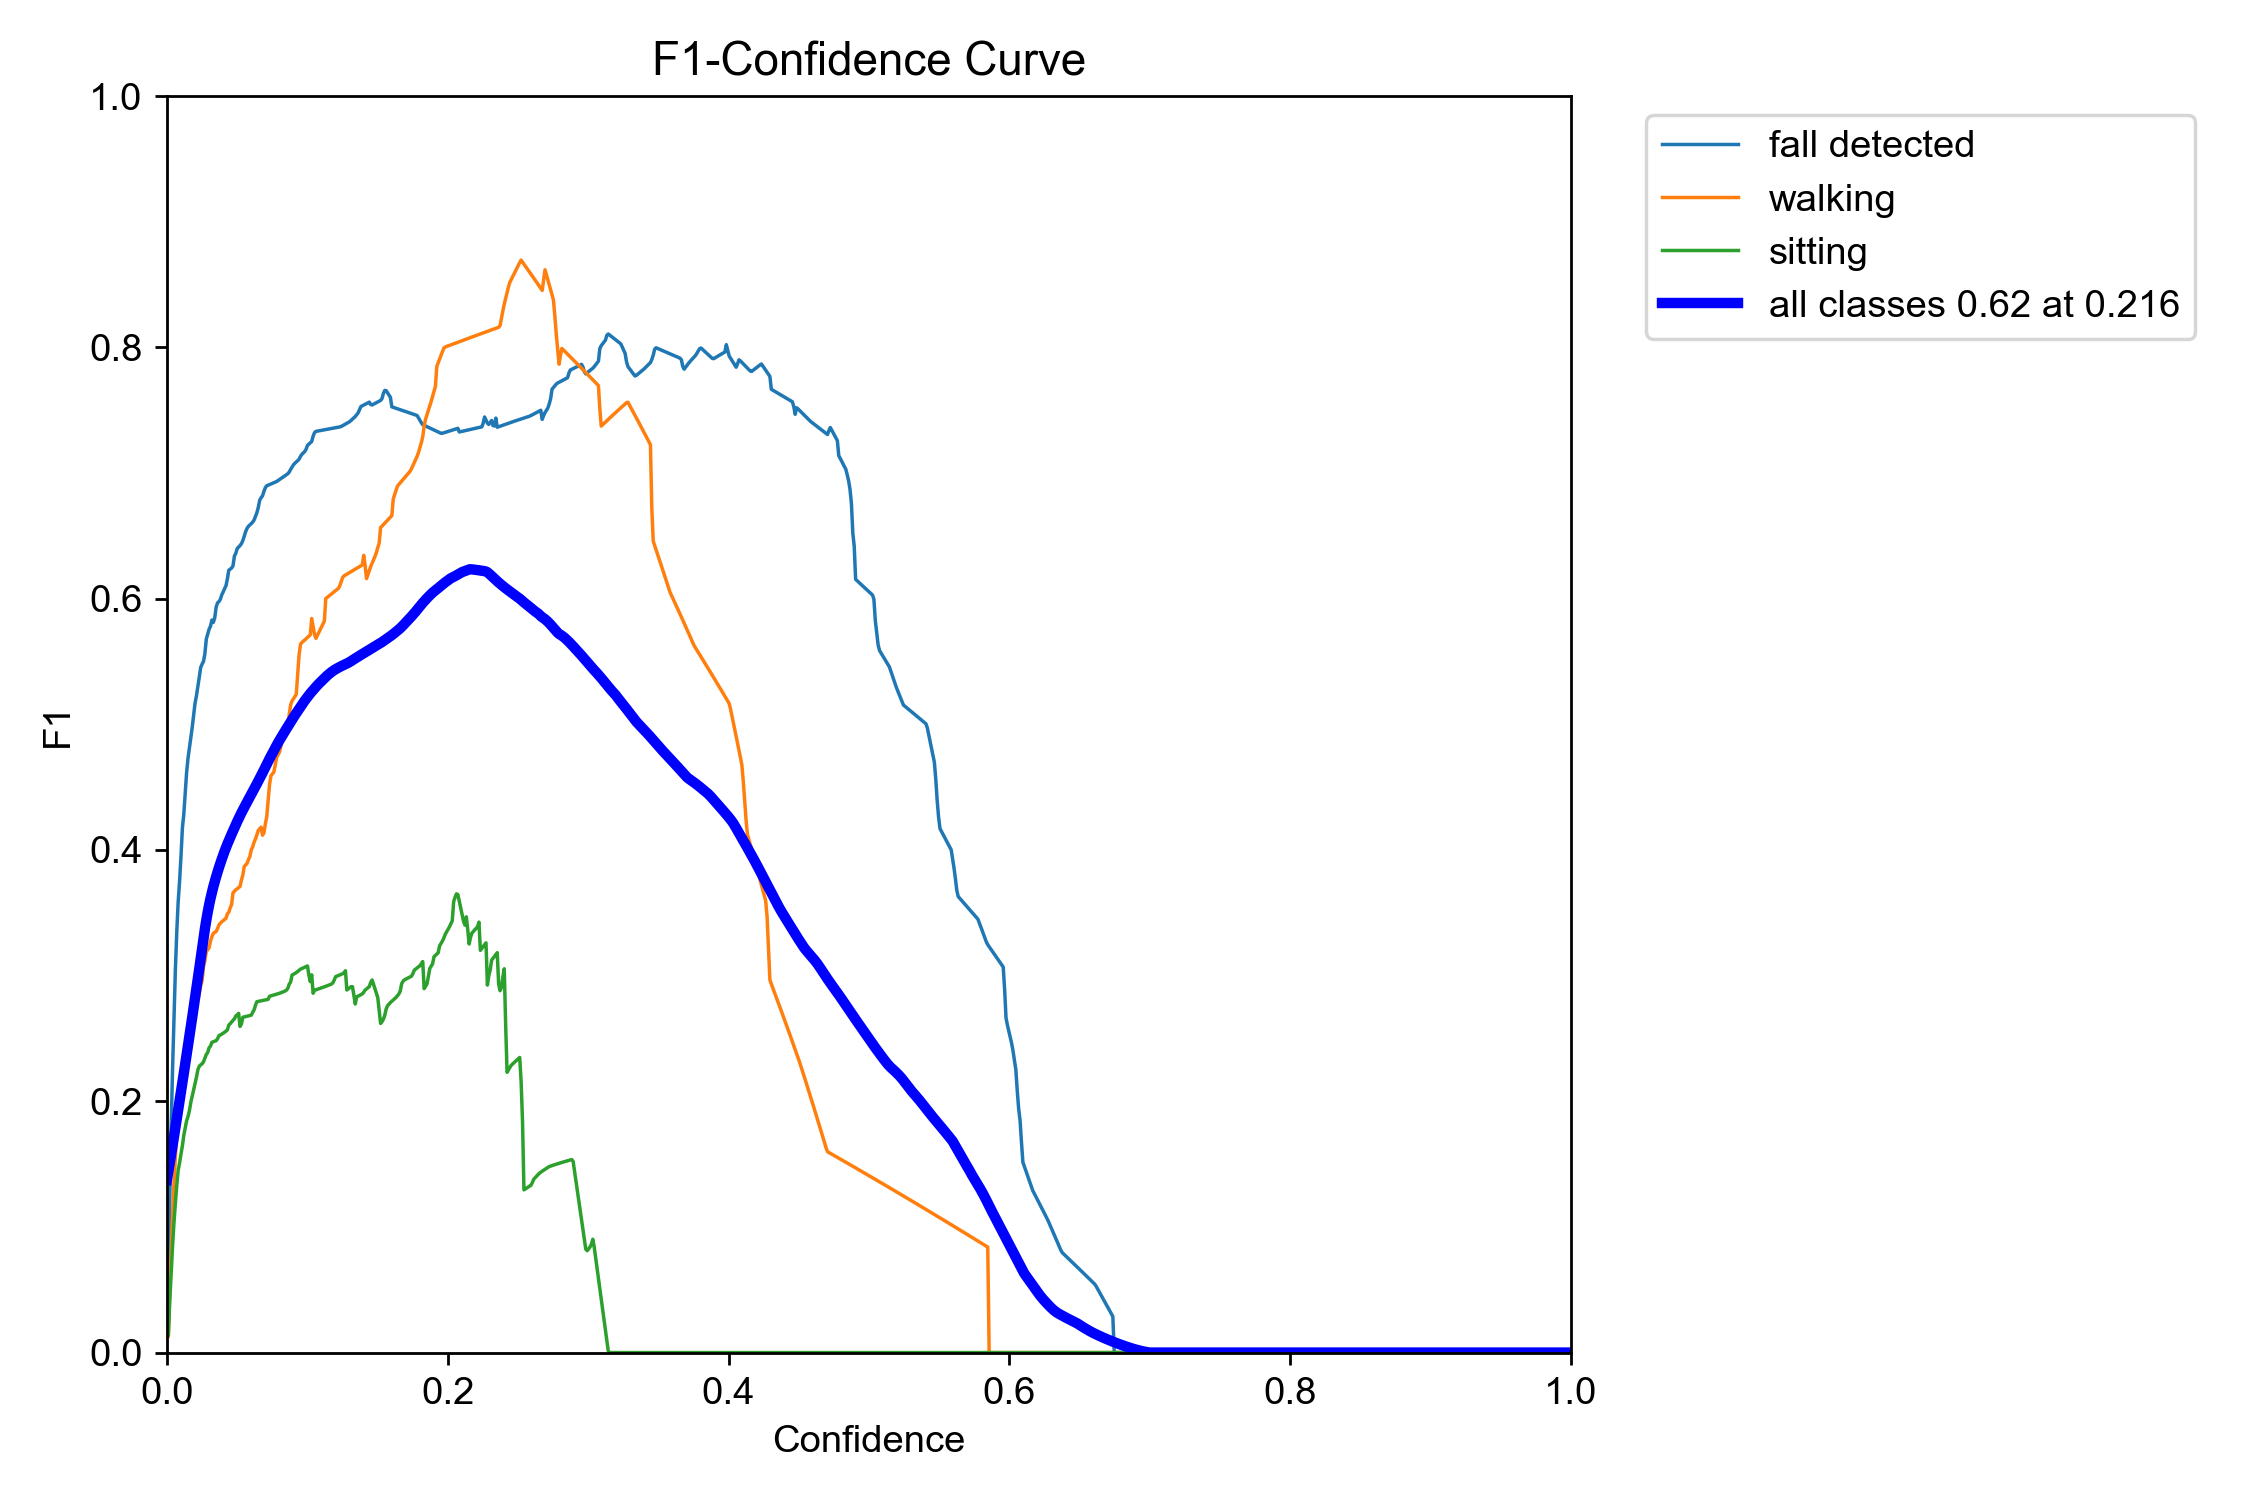 F1-Confidence Curve
1.0
0.8
0.6
0.4
0.2
0.0
F1
0.0 0.2 0.4 0.6 0.8 1.0
Confidence
fall detected
walking
sitting
all classes 0.62 at 0.216